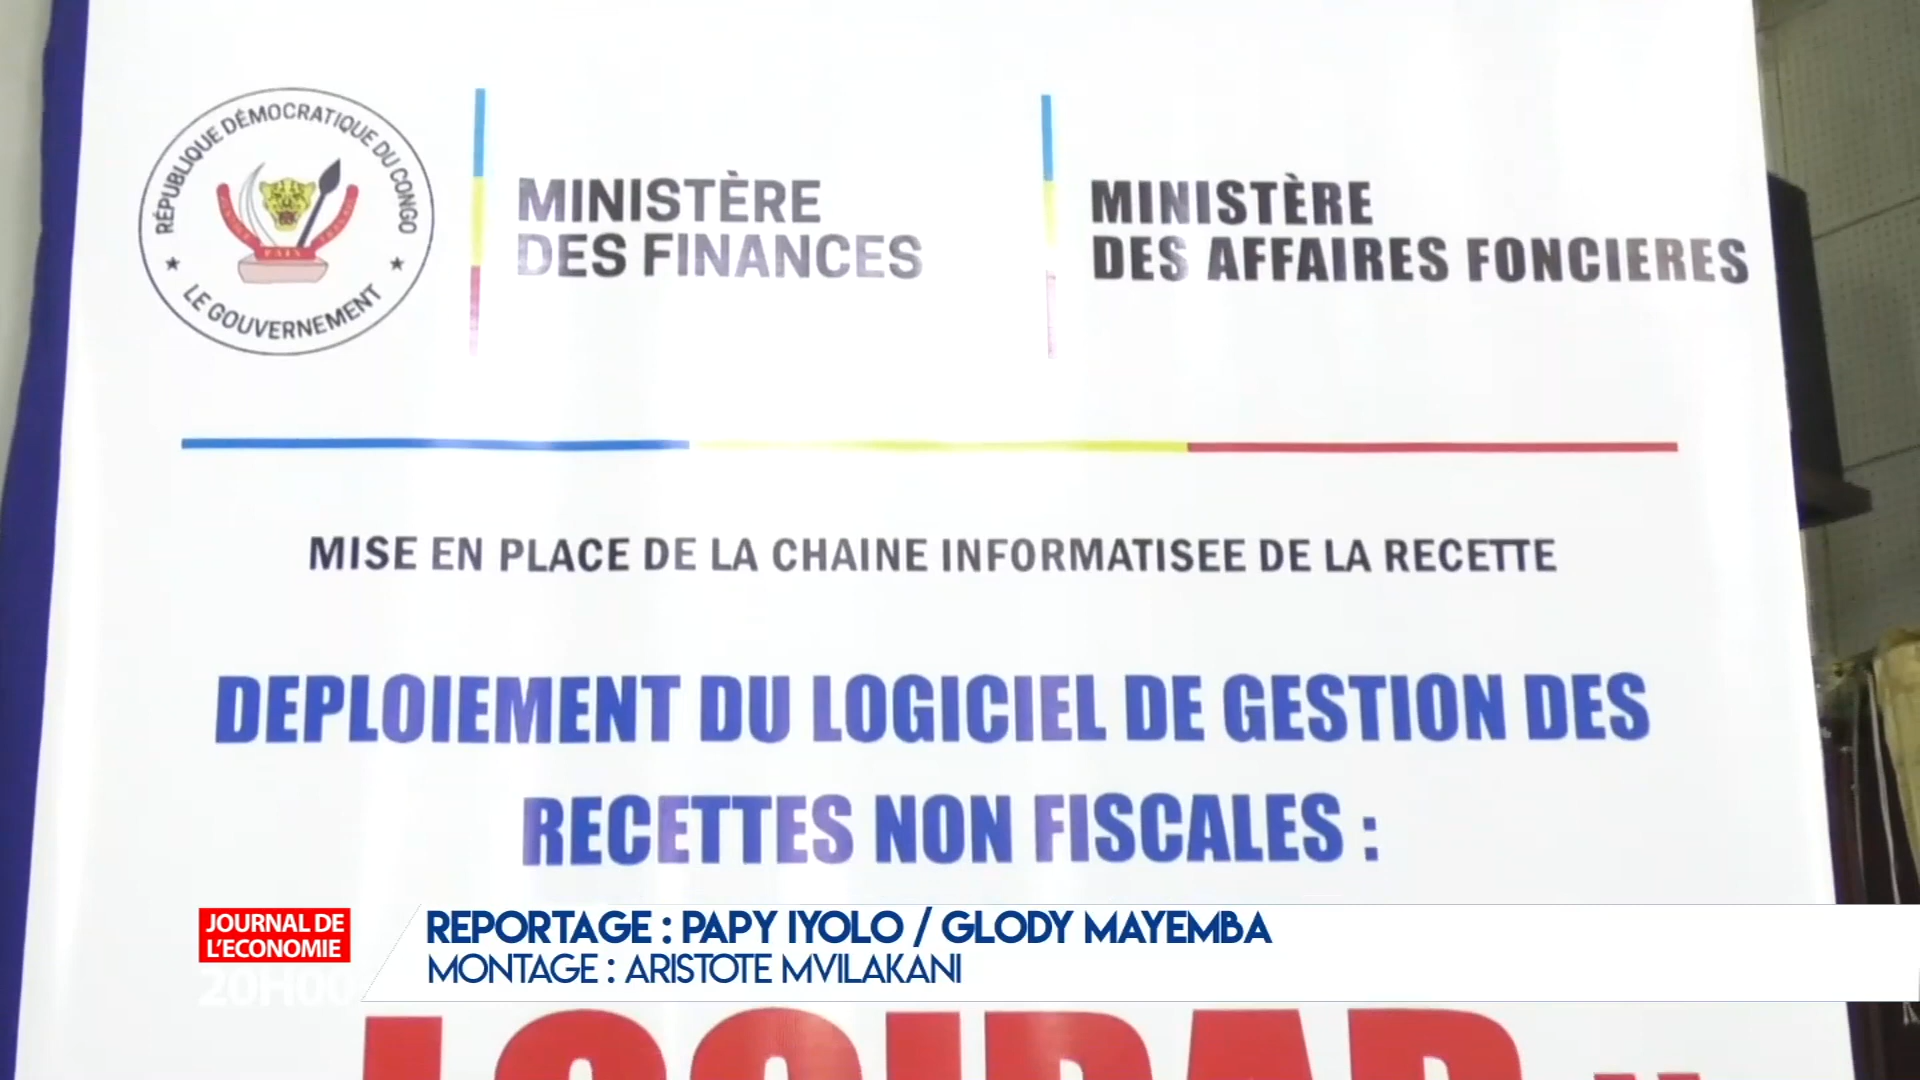 RÉPUBLIQUE DÉMOCRATIQUE DU CONGO
PAIX
LE GOUVERNEMENT
MINISTÈRE
DES FINANCES
MINISTÈRE
DES AFFAIRES FONCIERES
MISE EN PLACE DE LA CHAINE INFORMATISEE DE LA RECETTE
DEPLOIEMENT DU LOGICIEL DE GESTION DES
RECETTES NON FISCALES :
JOURNAL DE
L'ECONOMIE
20H00
REPORTAGE : PAPY IYOLO / GLODY MAYEMBA
MONTAGE : ARISTOTE MVILAKANI